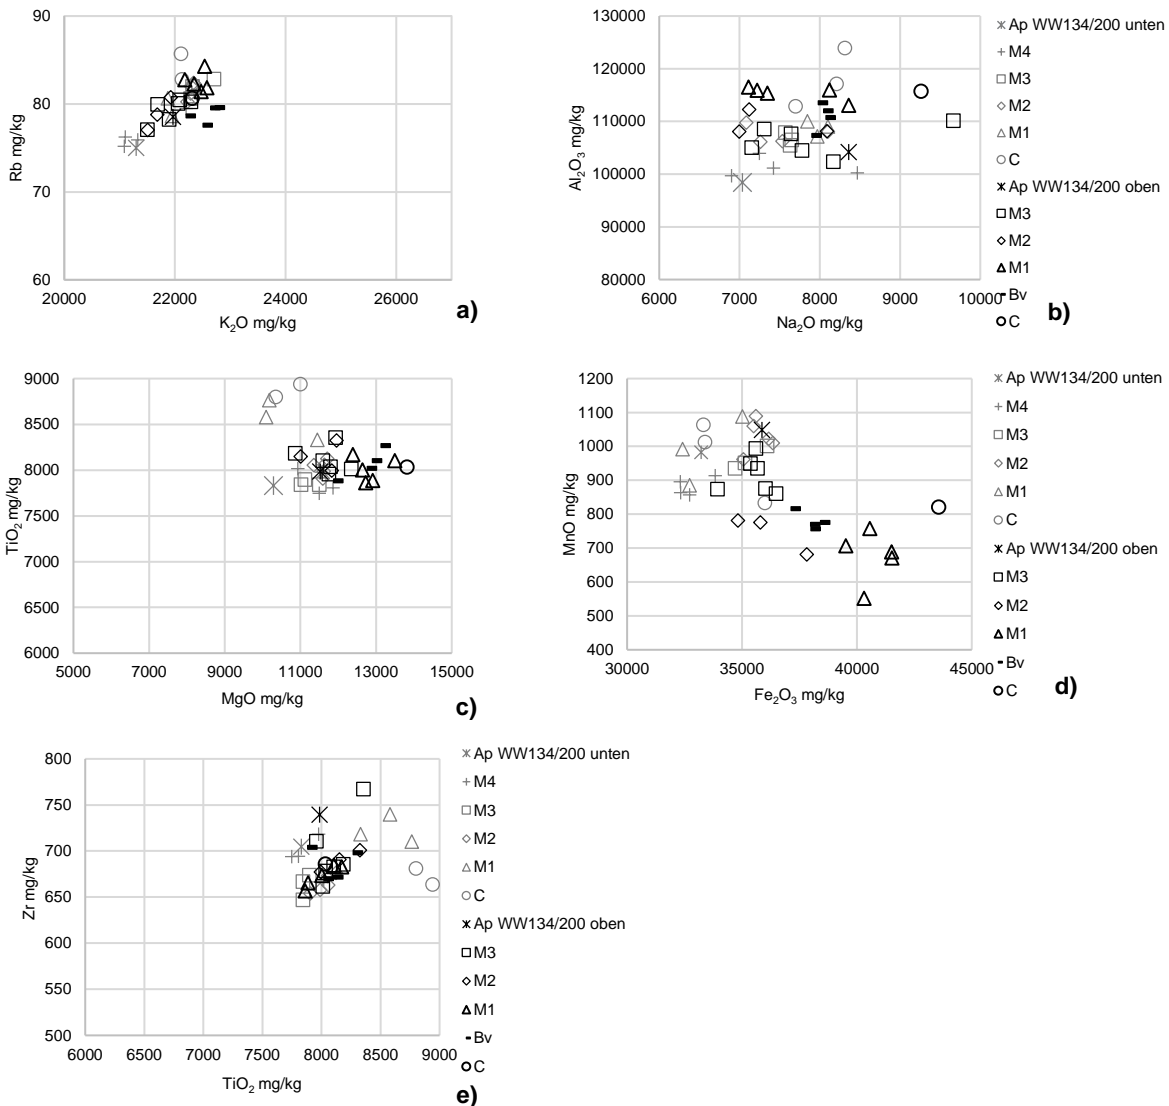 90
80
70
60
Rb mg/kg
20000 22000 24000 26000
K2O mg/kg
a)
130000
120000
110000
100000
90000
80000
Al2O3 mg/kg
6000 7000 8000 9000 10000
Na2O mg/kg
b)
Ap WW134/200 unten
M4
M3
M2
M1
C
Ap WW134/200 oben
M3
M2
M1
Bv
C
9000
8500
8000
7500
7000
6500
6000
TiO2 mg/kg
5000 7000 9000 11000 13000 15000
MgO mg/kg
c)
1200
1100
1000
900
800
700
600
500
400
MnO mg/kg
30000 35000 40000 45000
Fe2O3 mg/kg
d)
Ap WW134/200 unten
M4
M3
M2
M1
C
Ap WW134/200 oben
M3
M2
M1
Bv
C
800
750
700
650
600
550
500
Zr mg/kg
6000 6500 7000 7500 8000 8500 9000
TiO2 mg/kg
e)
Ap WW134/200 unten
M4
M3
M2
M1
C
Ap WW134/200 oben
M3
M2
M1
Bv
C